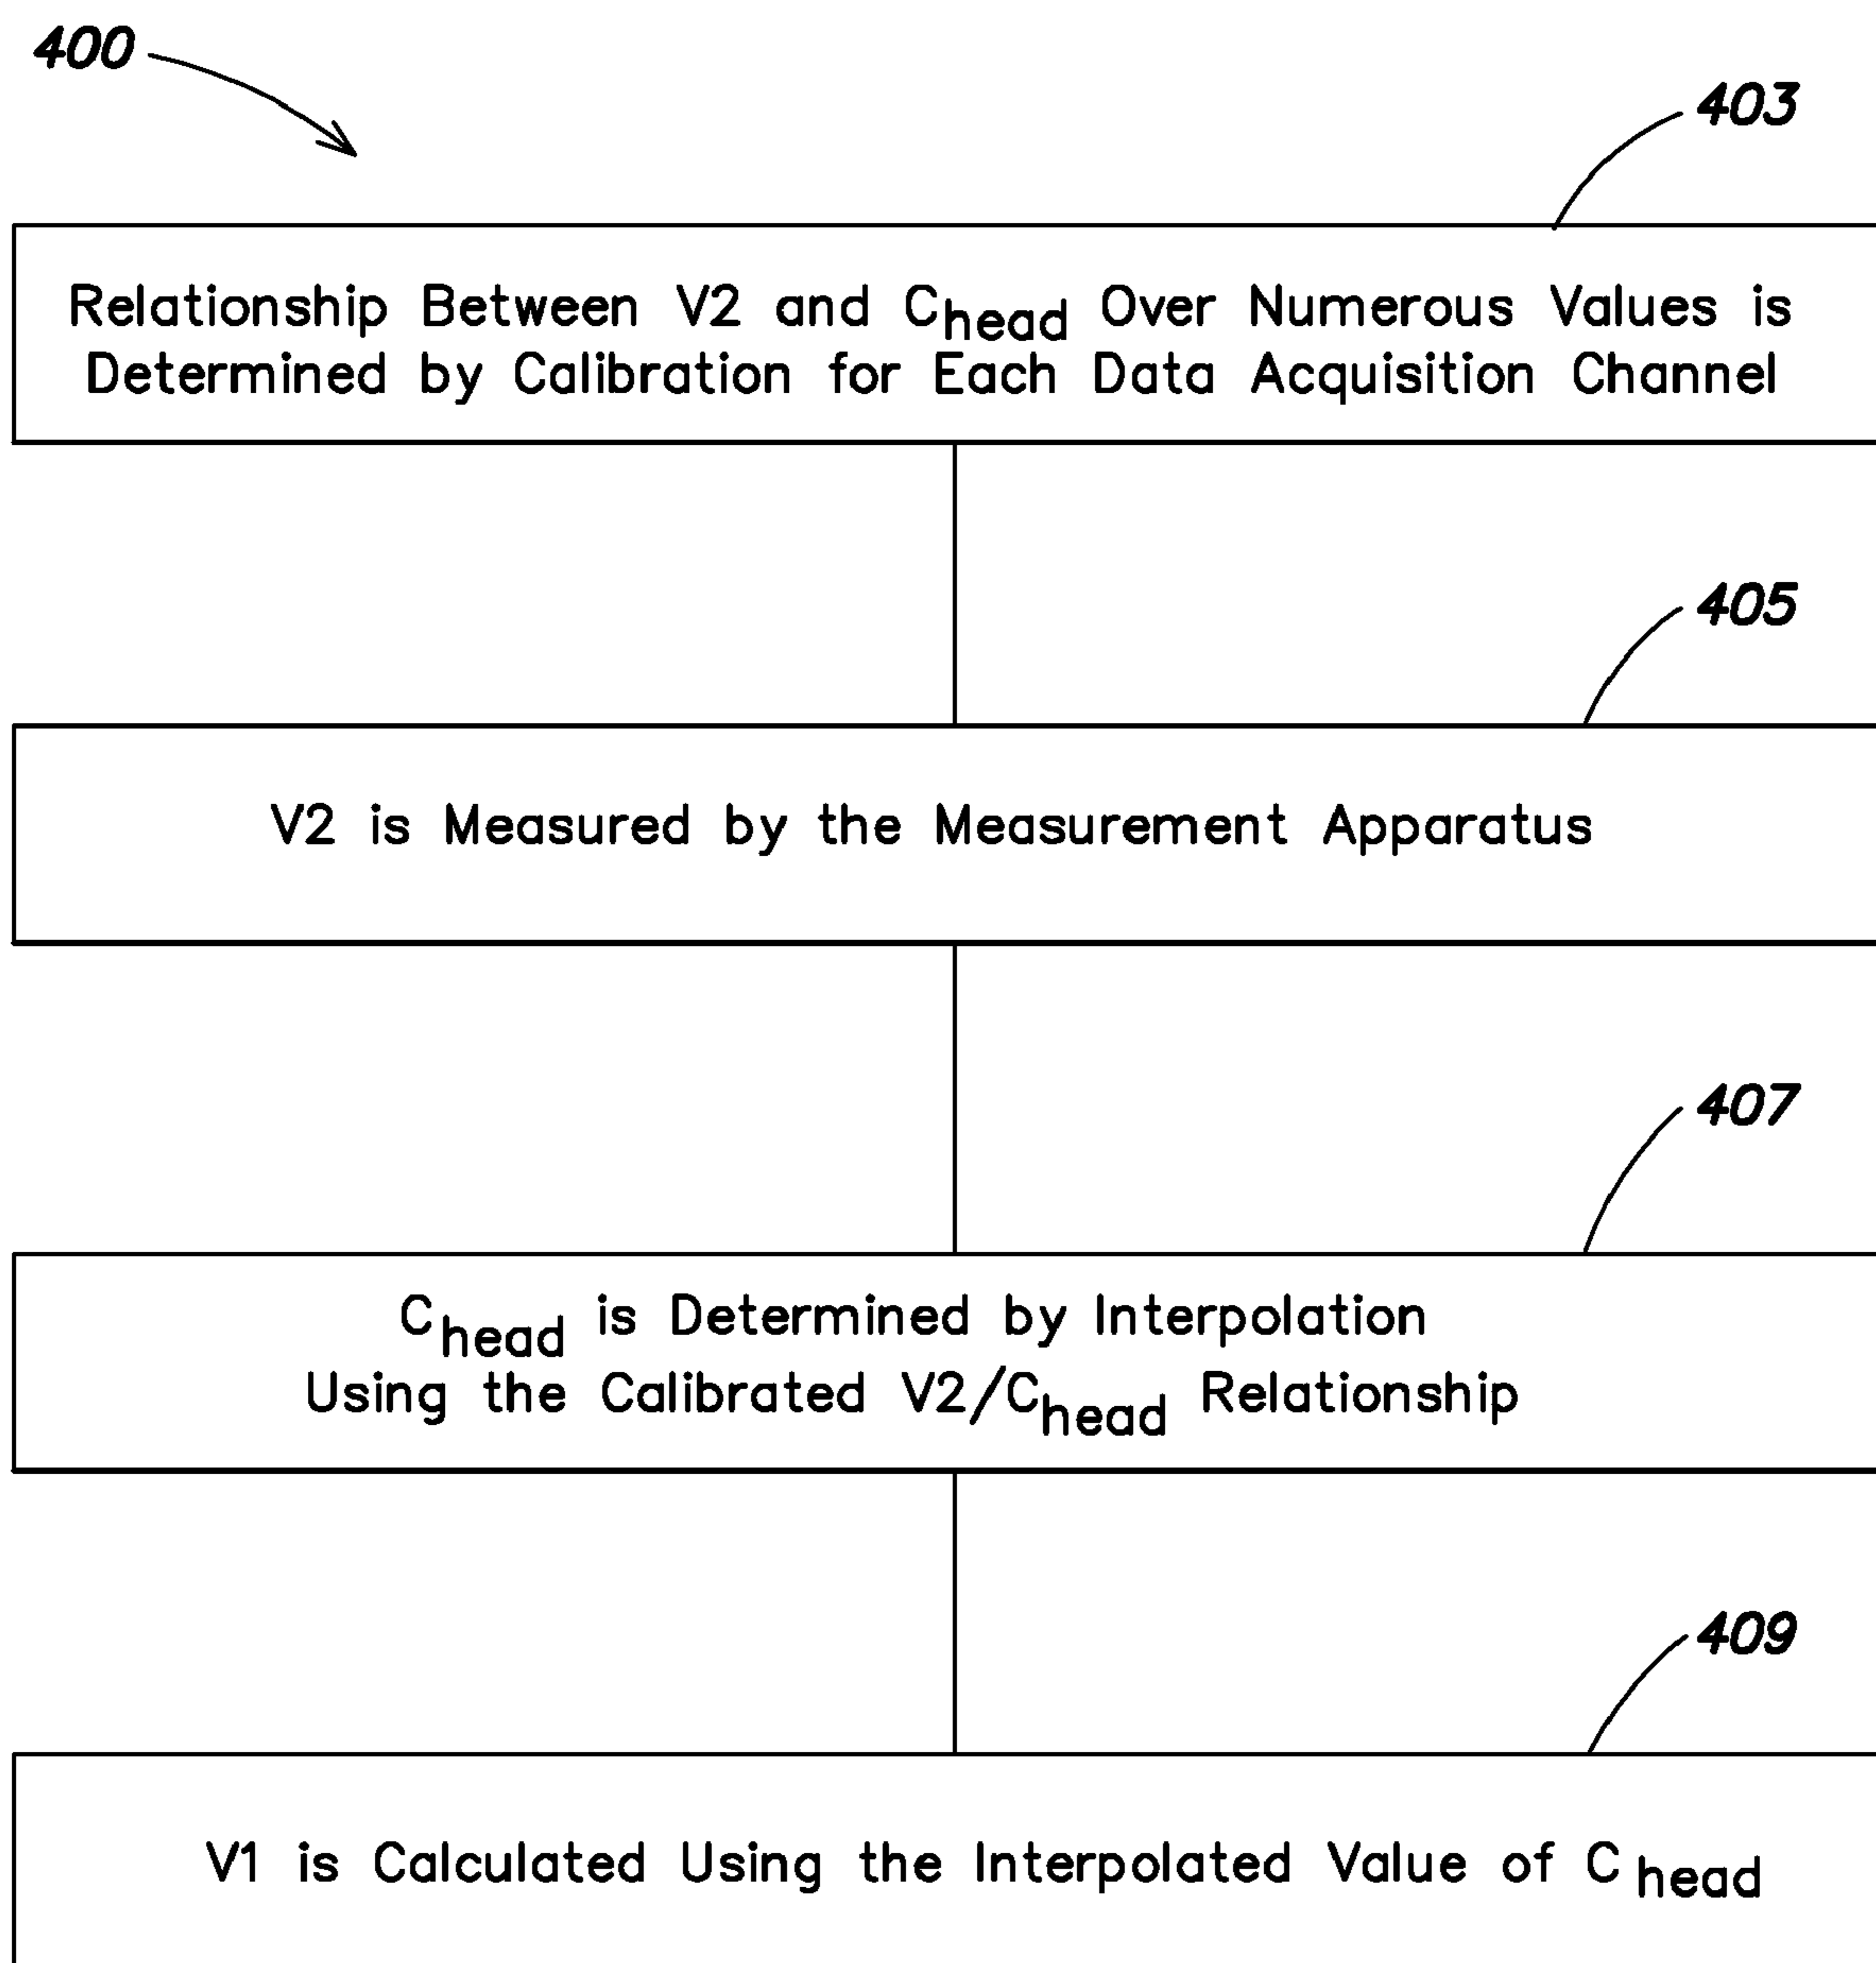 400
403
Relationship Between V2 and Chead Over Numerous Values is
Determined by Calibration for Each Data Acquisition Channel
405
V2 is Measured by the Measurement Apparatus
407
Chead is Determined by Interpolation
Using the Calibrated V2/Chead Relationship
409
V1 is Calculated Using the Interpolated Value of Chead